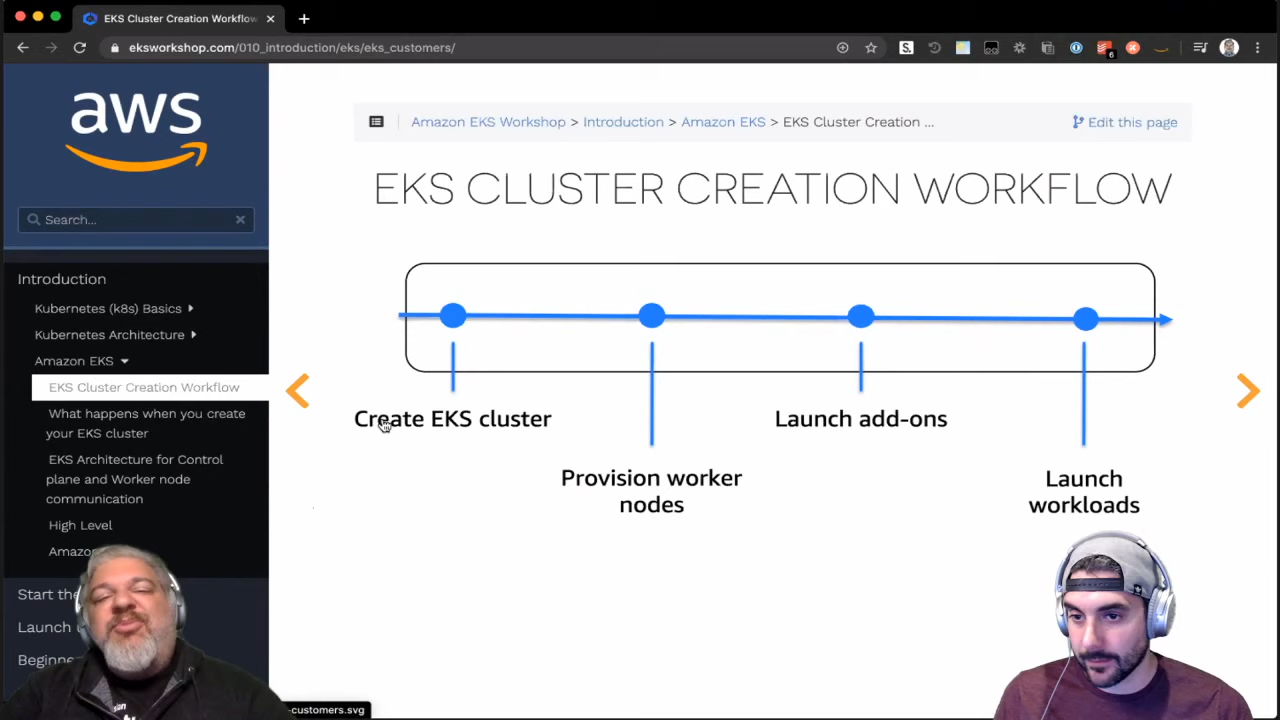 EKS Cluster Creation Workflow
eksworkshop.com/010_introduction/eks/eks_customers/
6
aws
Search...
Introduction
Kubernetes (k8s) Basics
Kubernetes Architecture
Amazon EKS
EKS Cluster Creation Workflow
What happens when you create
your EKS cluster
EKS Architecture for Control
plane and Worker node
communication
High Level
Amazo
Start the
Launch
Beginne
Amazon EKS Workshop > Introduction > Amazon EKS > EKS Cluster Creation ...
Edit this page
EKS CLUSTER CREATION WORKFLOW
Create EKS cluster
Provision worker
nodes
Launch add-ons
Launch
workloads
-customers.svg